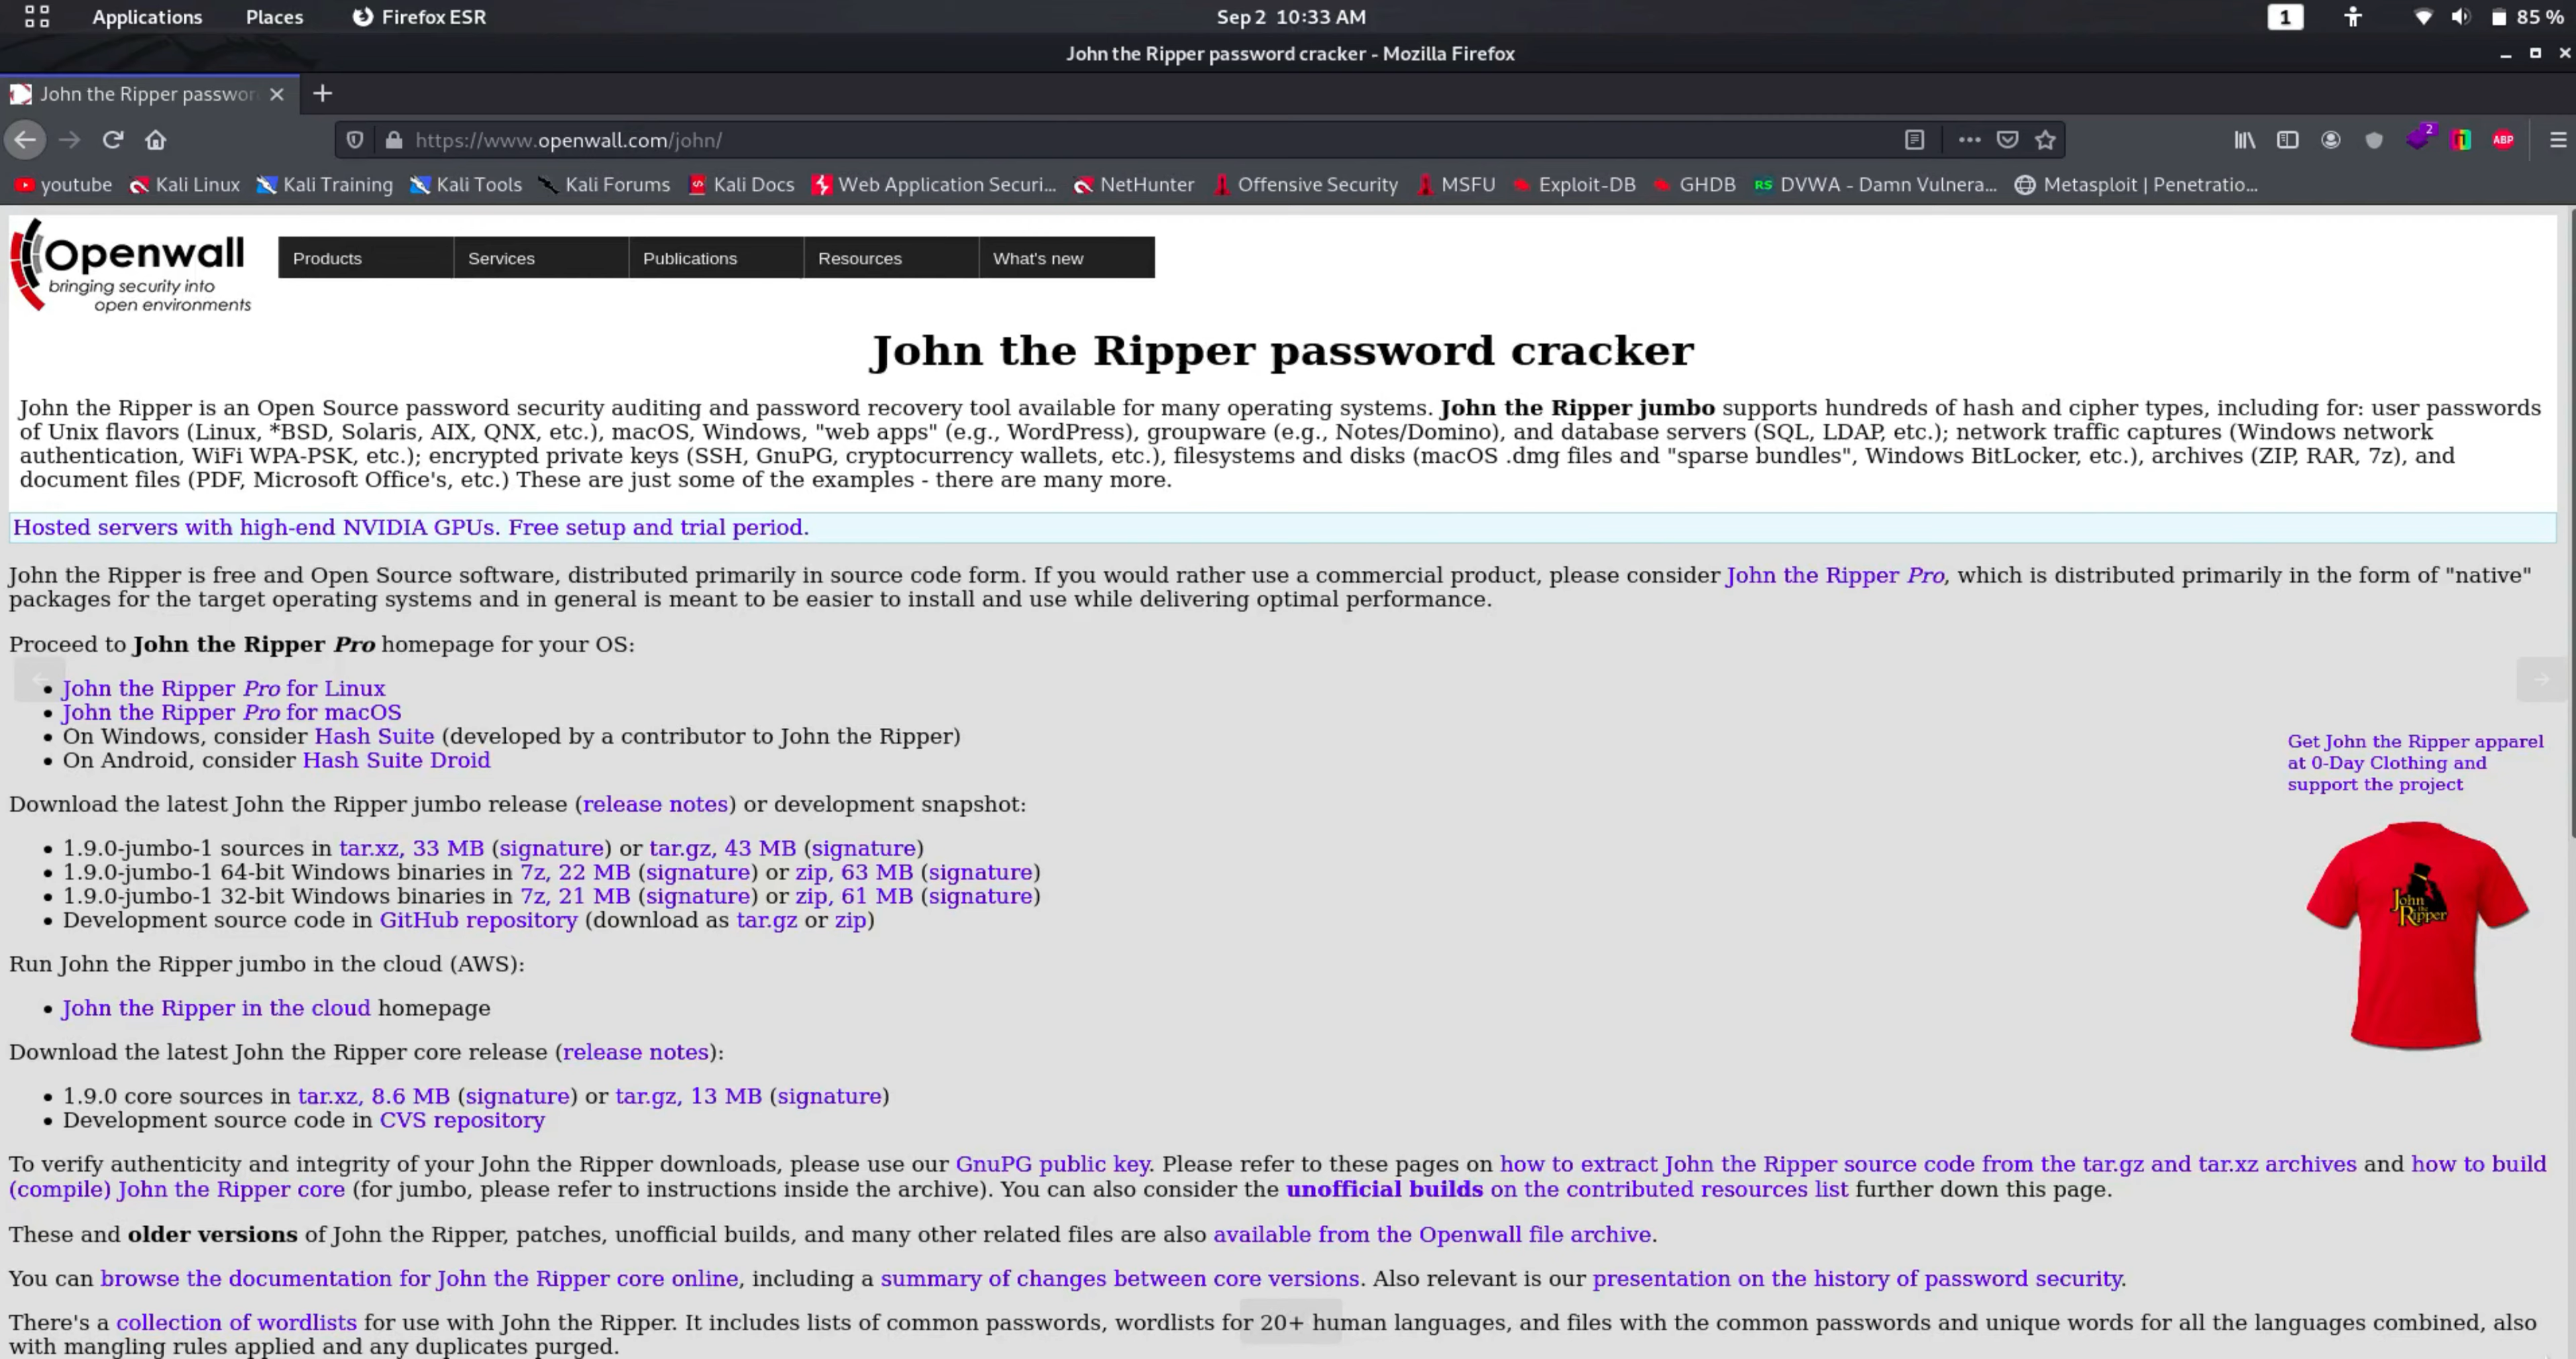 Applications Places Firefox ESR Sep 2 10:33 AM 1 85 %
John the Ripper password cracker - Mozilla Firefox
John the Ripper passwor
https://www.openwall.com/john/ 2 ABP
youtube Kali Linux Kali Training Kali Tools Kali Forums Kali Docs Web Application Securi... NetHunter Offensive Security MSFU Exploit-DB GHDB RS DVWA - Damn Vulnera... Metasploit | Penetratio...
Openwall
bringing security into
open environments
Products Services Publications Resources What's new
John the Ripper password cracker
John the Ripper is an Open Source password security auditing and password recovery tool available for many operating systems. John the Ripper jumbo supports hundreds of hash and cipher types, including for: user passwords
of Unix flavors (Linux, *BSD, Solaris, AIX, QNX, etc.), macOS, Windows, "web apps" (e.g., WordPress), groupware (e.g., Notes/Domino), and database servers (SQL, LDAP, etc.); network traffic captures (Windows network
authentication, WiFi WPA-PSK, etc.); encrypted private keys (SSH, GnuPG, cryptocurrency wallets, etc.), filesystems and disks (macOS .dmg files and "sparse bundles", Windows BitLocker, etc.), archives (ZIP, RAR, 7z), and
document files (PDF, Microsoft Office's, etc.) These are just some of the examples - there are many more.
Hosted servers with high-end NVIDIA GPUs. Free setup and trial period.
John the Ripper is free and Open Source software, distributed primarily in source code form. If you would rather use a commercial product, please consider John the Ripper Pro, which is distributed primarily in the form of "native"
packages for the target operating systems and in general is meant to be easier to install and use while delivering optimal performance.
Proceed to John the Ripper Pro homepage for your OS:
• John the Ripper Pro for Linux
• John the Ripper Pro for macOS
• On Windows, consider Hash Suite (developed by a contributor to John the Ripper)
• On Android, consider Hash Suite Droid
Get John the Ripper apparel
at 0-Day Clothing and
support the project
John
the
Ripper
Download the latest John the Ripper jumbo release (release notes) or development snapshot:
• 1.9.0-jumbo-1 sources in tar.xz, 33 MB (signature) or tar.gz, 43 MB (signature)
• 1.9.0-jumbo-1 64-bit Windows binaries in 7z, 22 MB (signature) or zip, 63 MB (signature)
• 1.9.0-jumbo-1 32-bit Windows binaries in 7z, 21 MB (signature) or zip, 61 MB (signature)
• Development source code in GitHub repository (download as tar.gz or zip)
Run John the Ripper jumbo in the cloud (AWS):
• John the Ripper in the cloud homepage
Download the latest John the Ripper core release (release notes):
• 1.9.0 core sources in tar.xz, 8.6 MB (signature) or tar.gz, 13 MB (signature)
• Development source code in CVS repository
To verify authenticity and integrity of your John the Ripper downloads, please use our GnuPG public key. Please refer to these pages on how to extract John the Ripper source code from the tar.gz and tar.xz archives and how to build
(compile) John the Ripper core (for jumbo, please refer to instructions inside the archive). You can also consider the unofficial builds on the contributed resources list further down this page.
These and older versions of John the Ripper, patches, unofficial builds, and many other related files are also available from the Openwall file archive.
You can browse the documentation for John the Ripper core online, including a summary of changes between core versions. Also relevant is our presentation on the history of password security.
There's a collection of wordlists for use with John the Ripper. It includes lists of common passwords, wordlists for 20+ human languages, and files with the common passwords and unique words for all the languages combined, also
with mangling rules applied and any duplicates purged.